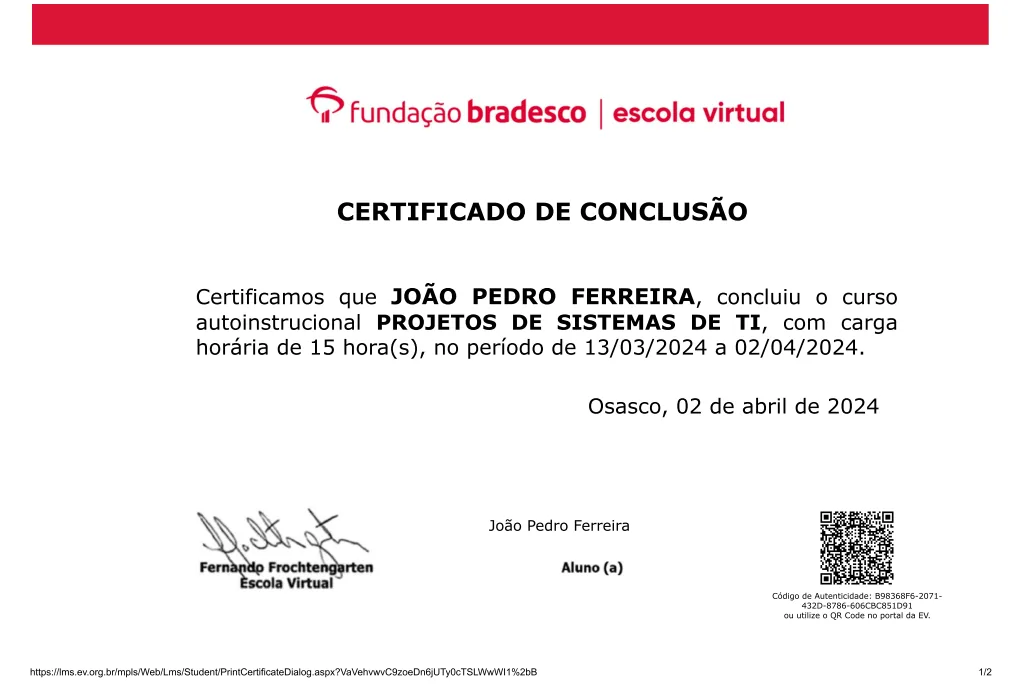 fundação bradesco | escola virtual
CERTIFICADO DE CONCLUSÃO
Certificamos que JOÃO PEDRO FERREIRA, concluiu o curso
autoinstrucional PROJETOS DE SISTEMAS DE TI, com carga
horária de 15 hora(s), no período de 13/03/2024 a 02/04/2024.
Osasco, 02 de abril de 2024
João Pedro Ferreira
Fernando Frochtengarten
Escola Virtual
Aluno (a)
Código de Autenticidade: B98368F6-2071-
432D-8786-606CBC851D91
ou utilize o QR Code no portal da EV.
https://lms.ev.org.br/mpls/Web/Lms/Student/PrintCertificateDialog.aspx?VaVehvwvC9zoeDn6jUTy0cTSLWwWI1%2bB
1/2